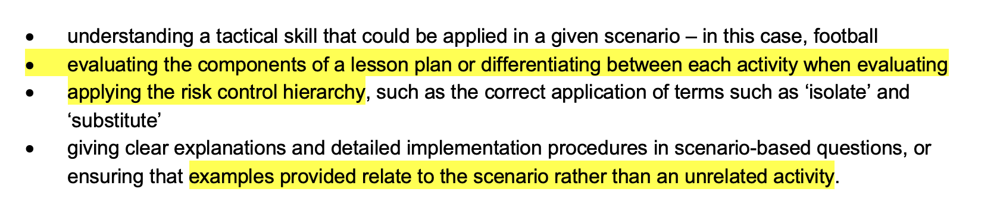 • understanding a tactical skill that could be applied in a given scenario – in this case, football
• evaluating the components of a lesson plan or differentiating between each activity when evaluating
• applying the risk control hierarchy, such as the correct application of terms such as ‘isolate’ and
‘substitute’
• giving clear explanations and detailed implementation procedures in scenario-based questions, or
ensuring that examples provided relate to the scenario rather than an unrelated activity.